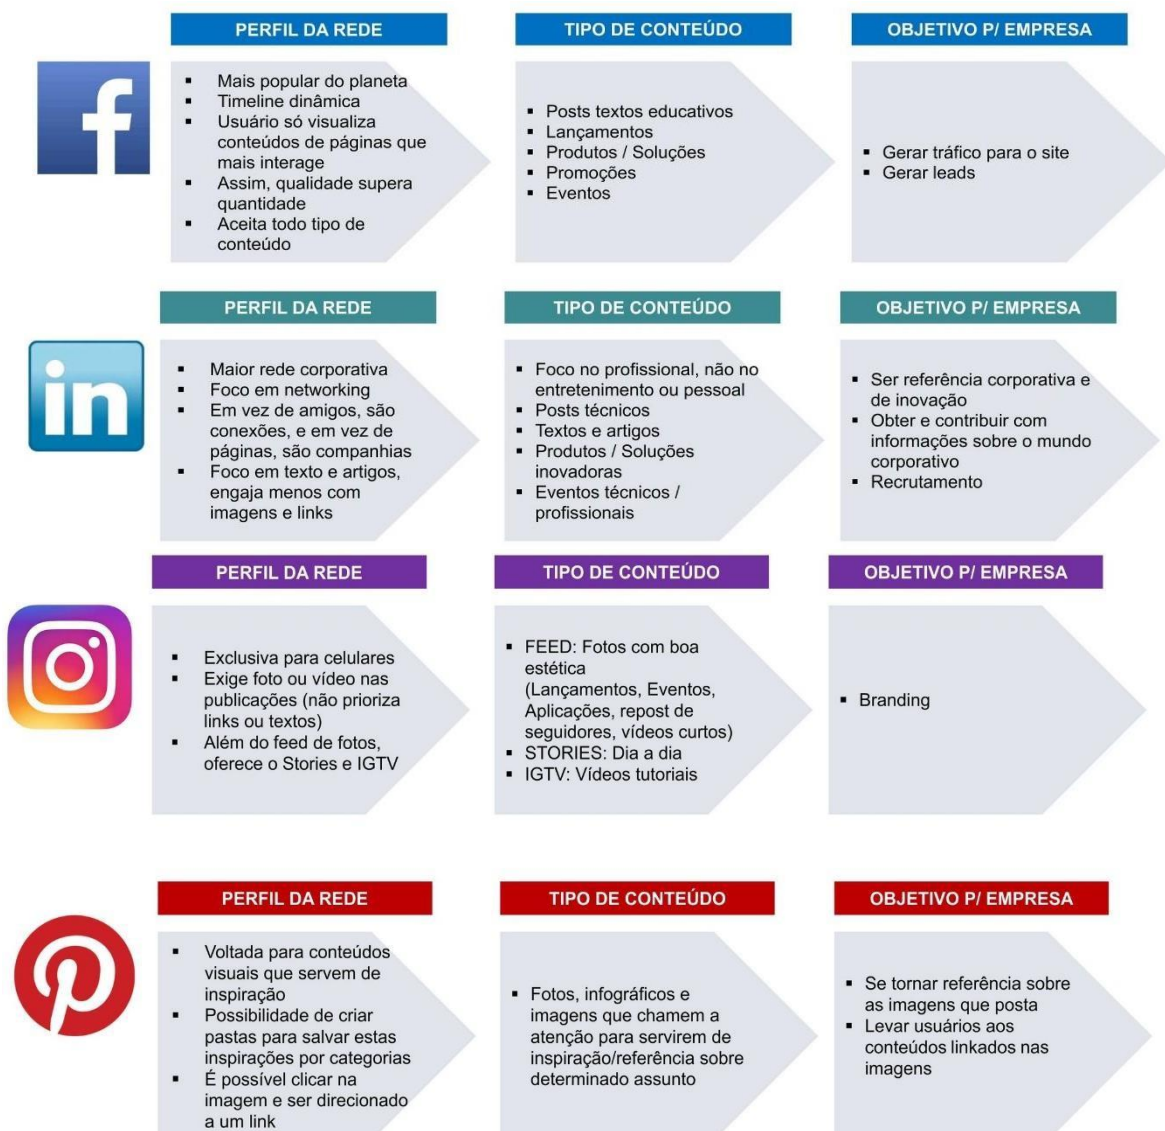 PERFIL DA REDE
TIPO DE CONTEÚDO
OBJETIVO P/ EMPRESA
f
▪ Mais popular do planeta
▪ Timeline dinâmica
▪ Usuário só visualiza
conteúdos de páginas que
mais interage
▪ Assim, qualidade supera
quantidade
▪ Aceita todo tipo de
conteúdo
▪ Posts textos educativos
▪ Lançamentos
▪ Produtos / Soluções
▪ Promoções
▪ Eventos
▪ Gerar tráfico para o site
▪ Gerar leads
PERFIL DA REDE
TIPO DE CONTEÚDO
OBJETIVO P/ EMPRESA
in
▪ Maior rede corporativa
▪ Foco em networking
▪ Em vez de amigos, são
conexões, e em vez de
páginas, são companhias
▪ Foco em texto e artigos,
engaja menos com
imagens e links
▪ Foco no profissional, não no
entretenimento ou pessoal
▪ Posts técnicos
▪ Textos e artigos
▪ Produtos / Soluções
inovadoras
▪ Eventos técnicos /
profissionais
▪ Ser referência corporativa e
de inovação
▪ Obter e contribuir com
informações sobre o mundo
corporativo
▪ Recrutamento
PERFIL DA REDE
TIPO DE CONTEÚDO
OBJETIVO P/ EMPRESA
▪ Exclusiva para celulares
▪ Exige foto ou vídeo nas
publicações (não prioriza
links ou textos)
▪ Além do feed de fotos,
oferece o Stories e IGTV
▪ FEED: Fotos com boa
estética
(Lançamentos, Eventos,
Aplicações, repost de
seguidores, vídeos curtos)
▪ STORIES: Dia a dia
▪ IGTV: Vídeos tutoriais
▪ Branding
PERFIL DA REDE
TIPO DE CONTEÚDO
OBJETIVO P/ EMPRESA
▪ Voltada para conteúdos
visuais que servem de
inspiração
▪ Possibilidade de criar
pastas para salvar estas
inspirações por categorias
▪ É possível clicar na
imagem e ser direcionado
a um link
▪ Fotos, infográficos e
imagens que chamem a
atenção para servirem de
inspiração/referência sobre
determinado assunto
▪ Se tornar referência sobre
as imagens que posta
▪ Levar usuários aos
conteúdos linkados nas
imagens